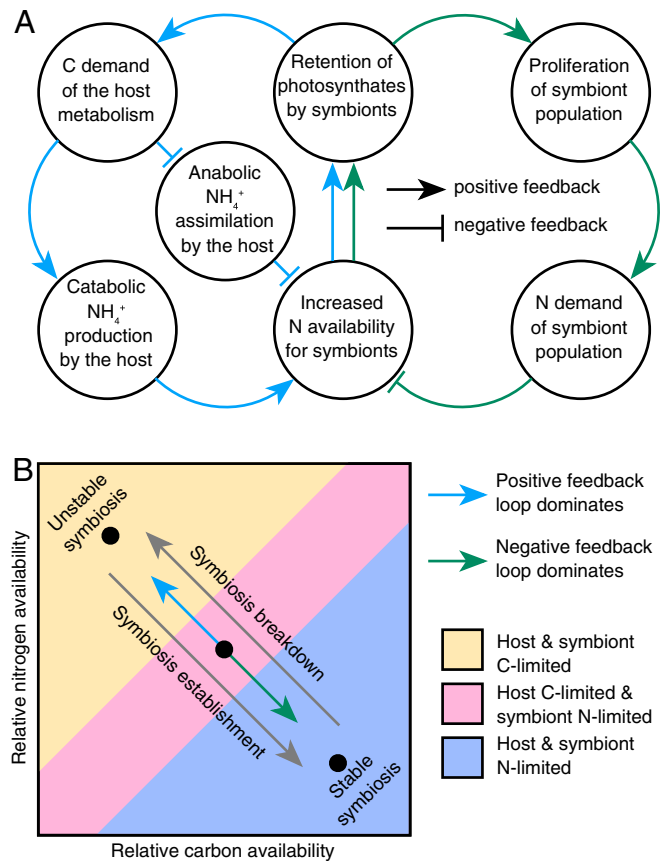 A
C demand
of the host
metabolism
Retention of
photosynthates
by symbionts
Proliferation
of symbiont
population
Anabolic
NH₄⁺
assimilation
by the host
positive feedback
negative feedback
Catabolic
NH₄⁺
production
by the host
Increased
N availability
for symbionts
N demand
of symbiont
population
B
Relative nitrogen availability
Unstable
symbiosis
Symbiosis breakdown
Symbiosis establishment
Stable
symbiosis
Relative carbon availability
Positive feedback
loop dominates
Negative feedback
loop dominates
Host & symbiont
C-limited
Host C-limited &
symbiont N-limited
Host & symbiont
N-limited